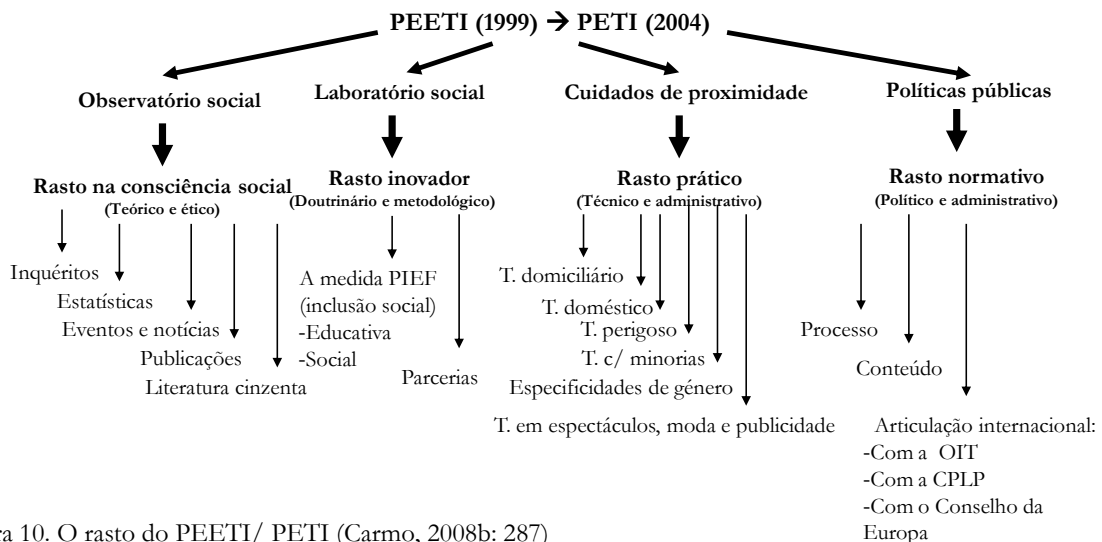 PEETI (1999) → PETI (2004)
Observatório social
Laboratório social
Cuidados de proximidade
Políticas públicas
Rasto na consciência social
(Teórico e ético)
Rasto inovador
(Doutrinário e metodológico)
Rasto prático
(Técnico e administrativo)
Rasto normativo
(Político e administrativo)
Inquéritos
Estatísticas
Eventos e notícias
Publicações
Literatura cinzenta
A medida PIEF
(inclusão social)
-Educativa
-Social
Parcerias
T. domiciliário
T. doméstico
T. perigoso
T. c/ minorias
Especificidades de género
T. em espectáculos, moda e publicidade
Processo
Conteúdo
Articulação internacional:
-Com a OIT
-Com a CPLP
-Com o Conselho da
Europa
ra 10. O rasto do PEETI/ PETI (Carmo, 2008b: 287)